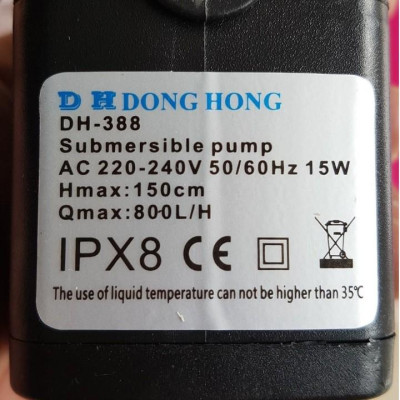 DH DONG HONG
DH-388
Submersible pump
AC 220-240V 50/60Hz 15W
Hmax:150cm
Qmax:800L/H
IPX8 CE
The use of liquid temperature can not be higher than 35℃